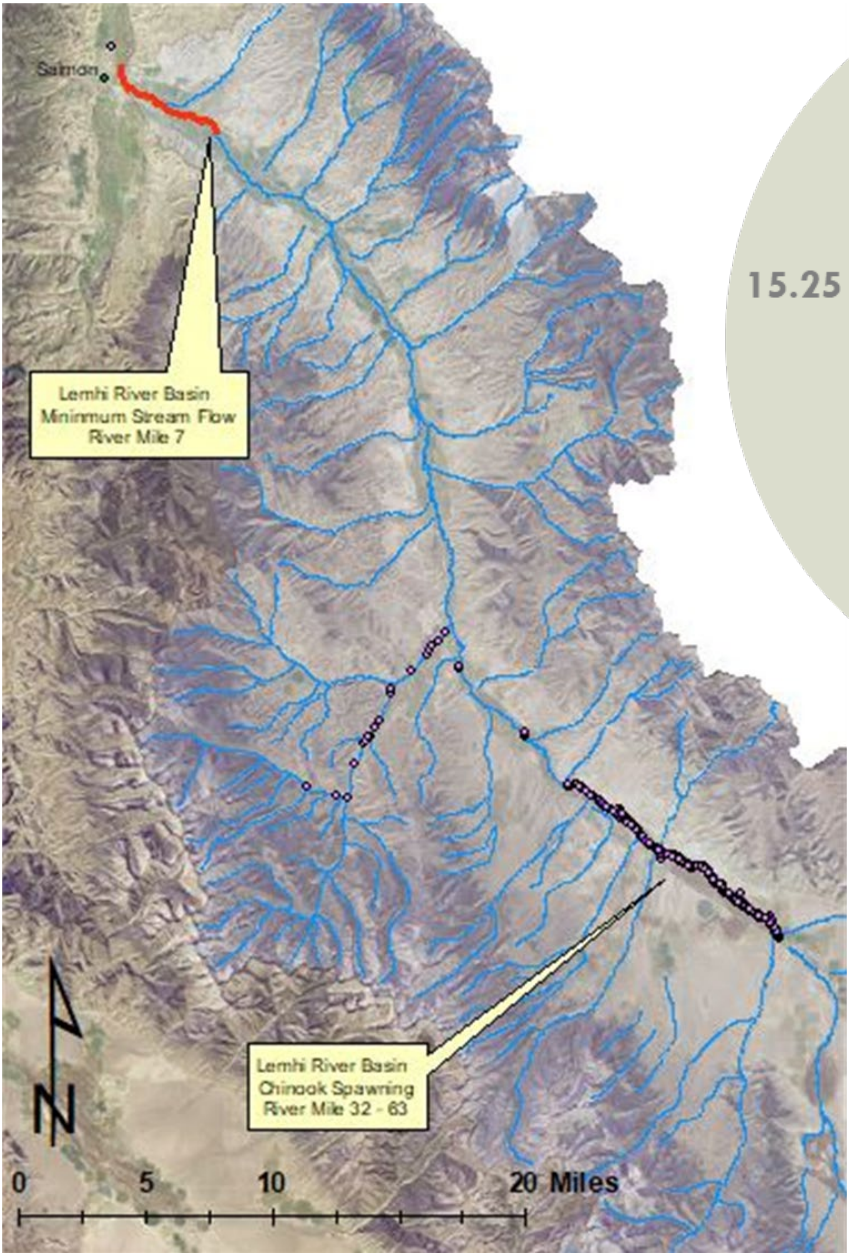 Salmon
15.25
Lemhi River Basin
Mininmum Stream Flow
River Mile 7
Lemhi River Basin
Chinook Spawning
River Mile 32 - 63
N
0 5 10 20 Miles